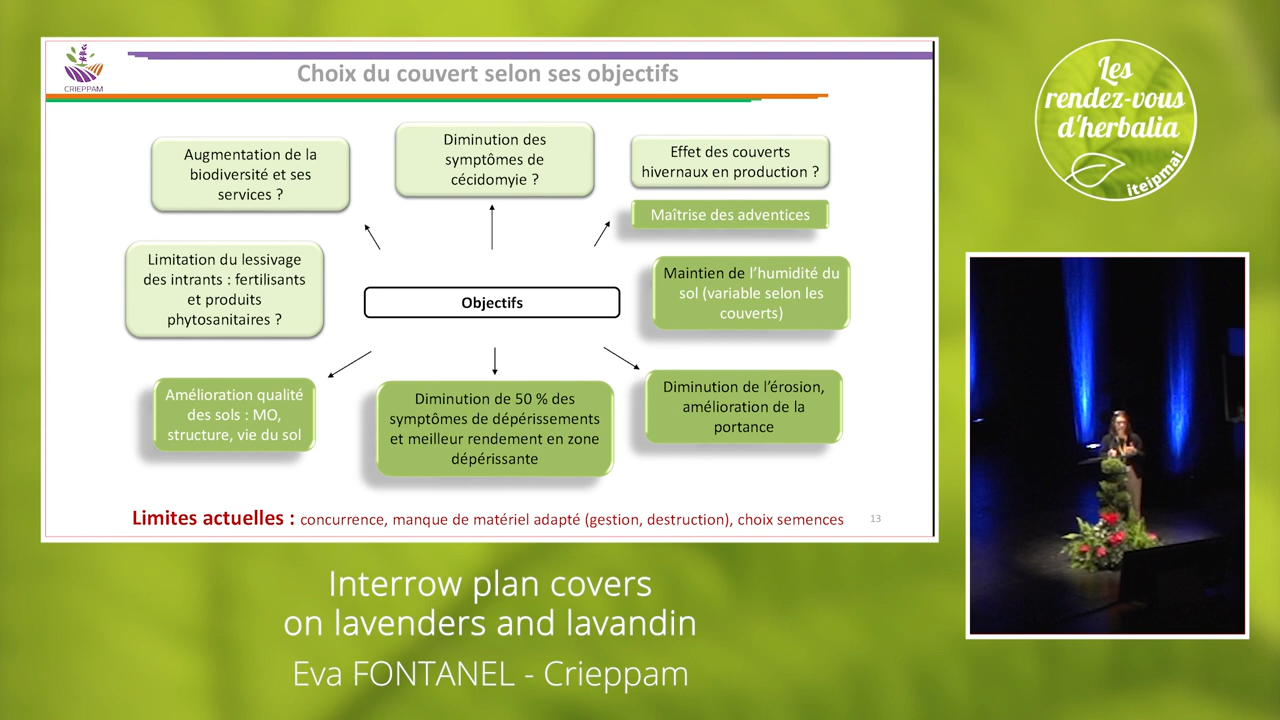 CRIEPPAM
Choix du couvert selon ses objectifs
Augmentation de la
biodiversité et ses
services ?
Diminution des
symptômes de
cécidomyie ?
Effet des couverts
hivernaux en production ?
Maîtrise des adventices
Limitation du lessivage
des intrants : fertilisants
et produits
phytosanitaires ?
Objectifs
Maintien de l’humidité du
sol (variable selon les
couverts)
Amélioration qualité
des sols : MO,
structure, vie du sol
Diminution de 50 % des
symptômes de dépérissements
et meilleur rendement en zone
dépérissante
Diminution de l’érosion,
amélioration de la
portance
Limites actuelles : concurrence, manque de matériel adapté (gestion, destruction), choix semences
13
Les
rendez-vous
d'herbalia
iteipmai
Interrow plan covers
on lavenders and lavandin
Eva FONTANEL - Crieppam